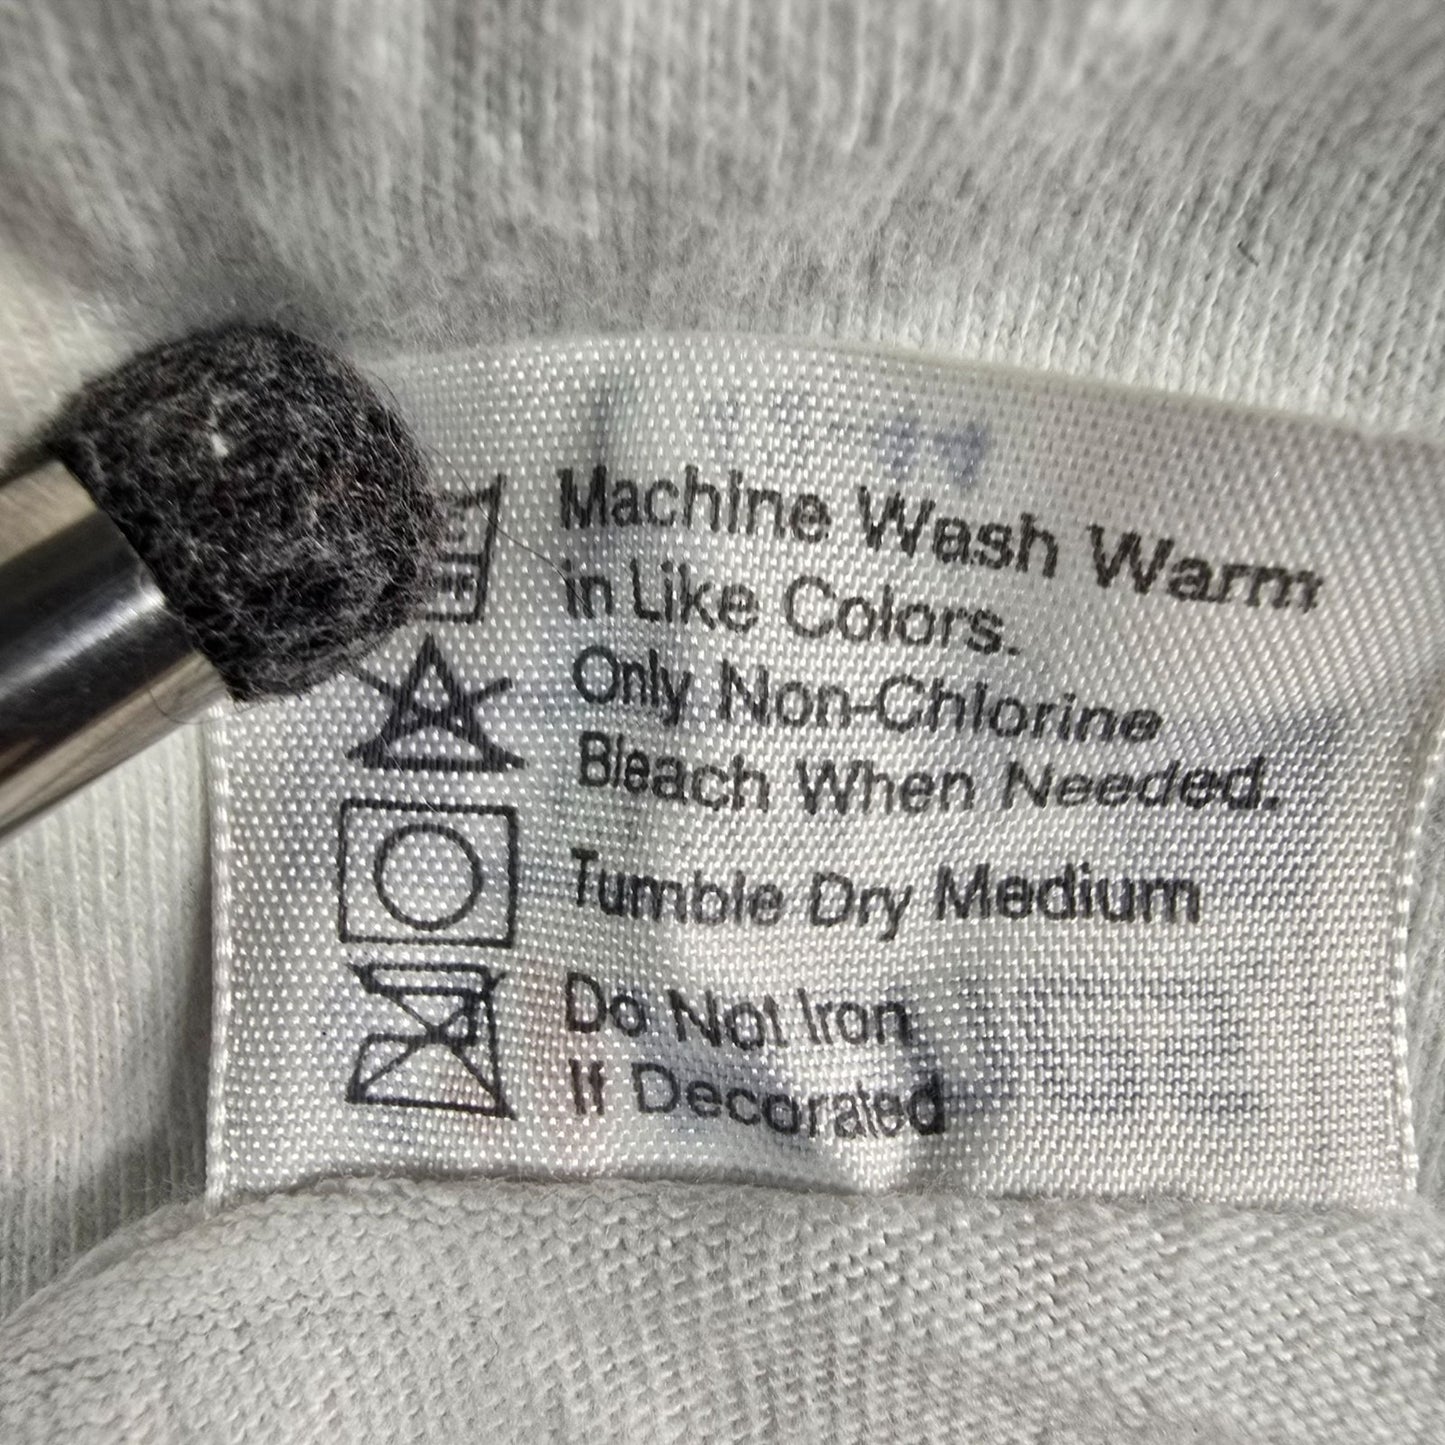 Machine Wash Warm
in Like Colors.
Only Non-Chlorine
Bleach When Needed.
Tumble Dry Medium
Do Not Iron
If Decorated